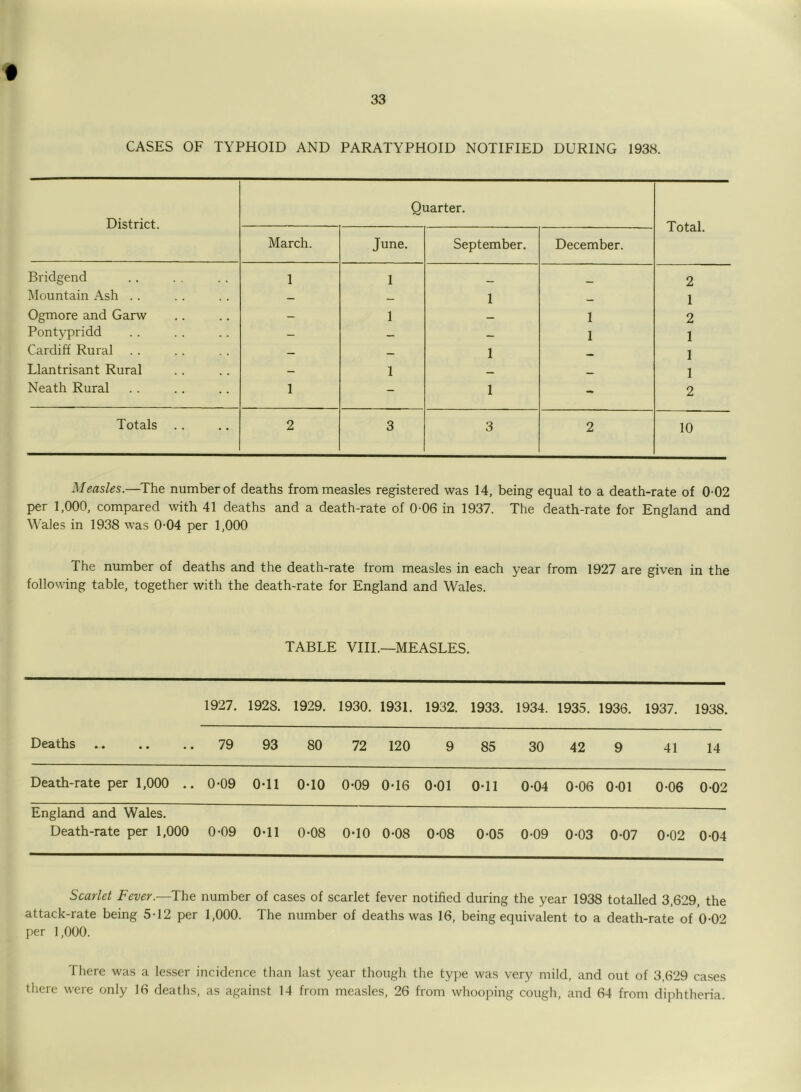 33
CASES OF TYPHOID AND PARATYPHOID NOTIFIED DURING 1938.
District. Quarter. Total.
March. June. September. December.
Bridgend .. .. .. 1 1 — — 2
Mountain Ash .. .. .. — — 1 — 1
Ogmore and Garw .. .. — 1 — 1 2
Pontypridd .. .. .. — — — 1 1
Cardiff Rural .. .. .. — — 1 — 1
Llantrisant Rural .. .. — 1 — — 1
Neath Rural .. .. .. 1 — 1 — 2
Totals .. .. 2 3 3 2 10
Measles.—The number of deaths from measles registered was 14, being equal to a death-rate of 0·02
per 1,000, compared with 41 deaths and a death-rate of 0·06 in 1937. The death-rate for England and
Wales in 1938 was 0·04 per 1,000
The number of deaths and the death-rate from measles in each year from 1927 are given in the
following table, together with the death-rate for England and Wales.
TABLE VIII.—MEASLES.
1927. 1928. 1929. 1930. 1931. 1932. 1933. 1934. 1935. 1936. 1937. 1938.
Deaths .. .. .. 79 93 80 72 120 9 85 30 42 9 41 14
Death-rate per 1,000 .. 0·09 0·11 0·10 0·09 0·16 0·01 0·11 0·04 0·06 0·01 0·06 0·02
England and Wales.
Death-rate per 1,000 0·09 0·11 0·08 0·10 0·08 0·08 0·05 0·09 0·03 0·07 0·02 0·04
Scarlet Fever.—The number of cases of scarlet fever notified during the year 1938 totalled 3,629, the
attack-rate being 5·12 per 1,000. The number of deaths was 16, being equivalent to a death-rate of 0·02
per 1,000.
There was a lesser incidence than last year though the type was very mild, and out of 3,629 cases
there were only 16 deaths, as against 14 from measles, 26 from whooping cough, and 64 from diphtheria.